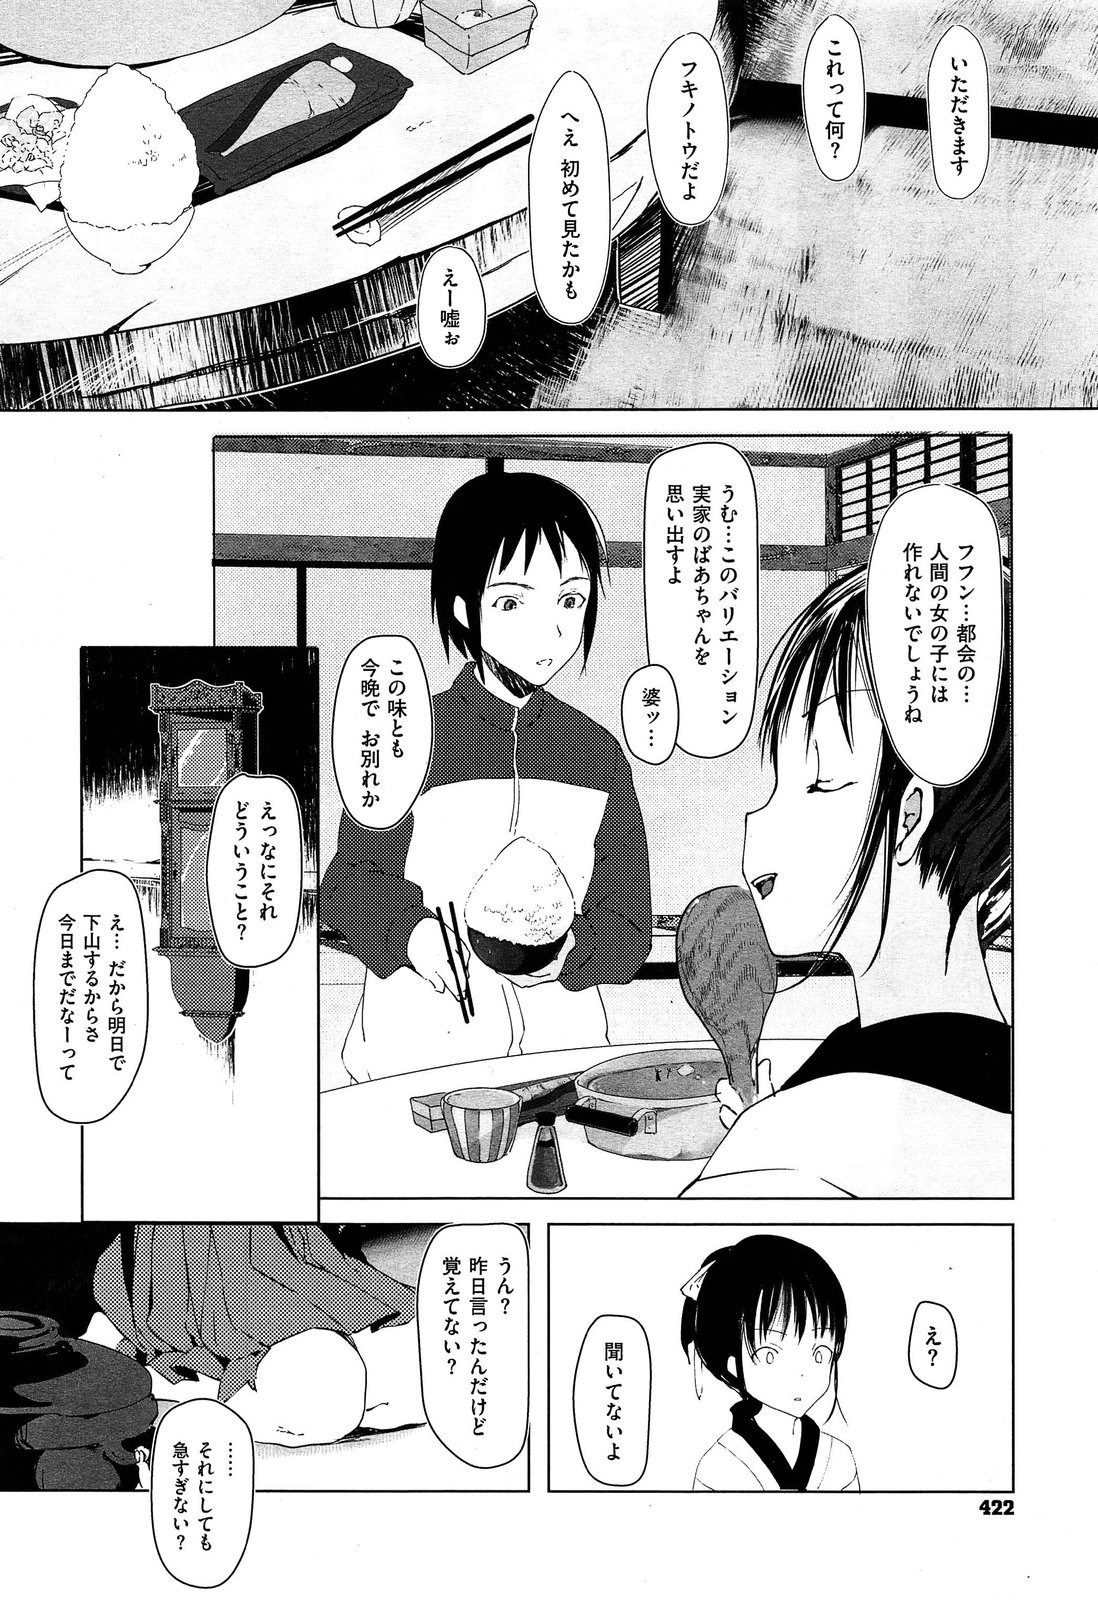 いただきます
これって何?
フキノトウだよ
へえ 初めて見たかも
えー嘘ぉ
フフン…都会の…
人間の女の子には
作れないでしょうね
うむ…このバリエーション
実家のばあちゃんを
思い出すよ
婆ッ…
この味とも
今晩で お別れか
えっなにそれ
どういうこと?
え… だから明日で
下山するからさ
今日までだなーって
え?
聞いてないよ
うん?
昨日言ったんだけど
覚えてない?
……
それにしても
急すぎない?
422